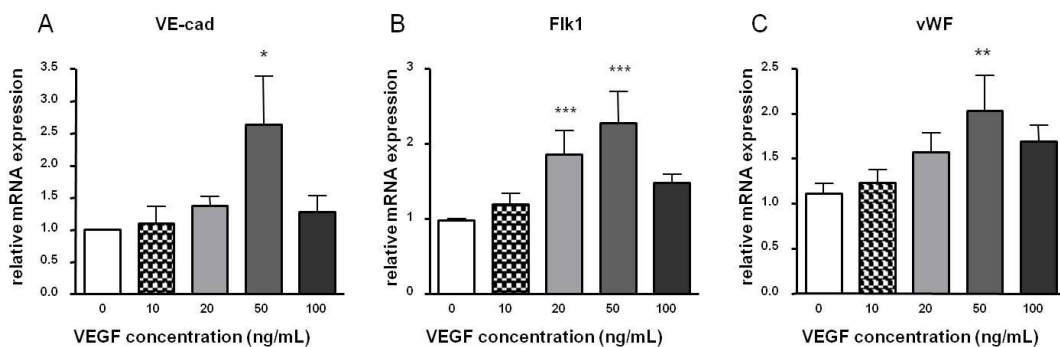 A
VE-cad
relative mRNA expression
3.5
3.0
2.5
2.0
1.5
1.0
0.5
0.0
*
0 10 20 50 100
VEGF concentration (ng/mL)
B
Flk1
relative mRNA expression
3
2
1
0
***
***
0 10 20 50 100
VEGF concentration (ng/mL)
C
vWF
relative mRNA expression
2.5
2.0
1.5
1.0
0.5
0.0
**
0 10 20 50 100
VEGF concentration (ng/mL)